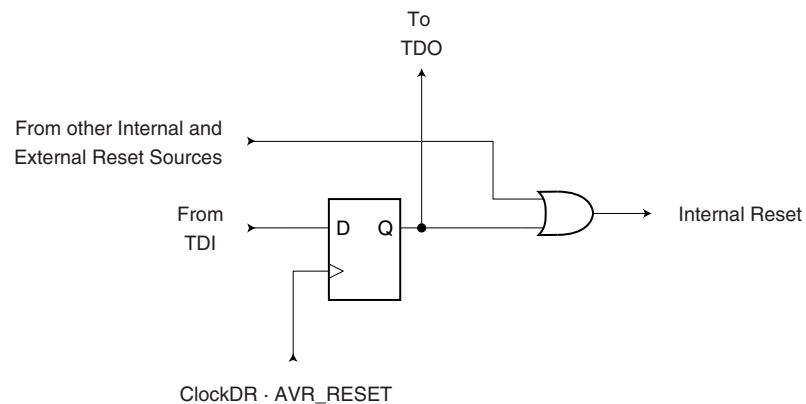 To
TDO
From other Internal and
External Reset Sources
From
TDI
D Q
Internal Reset
ClockDR · AVR_RESET